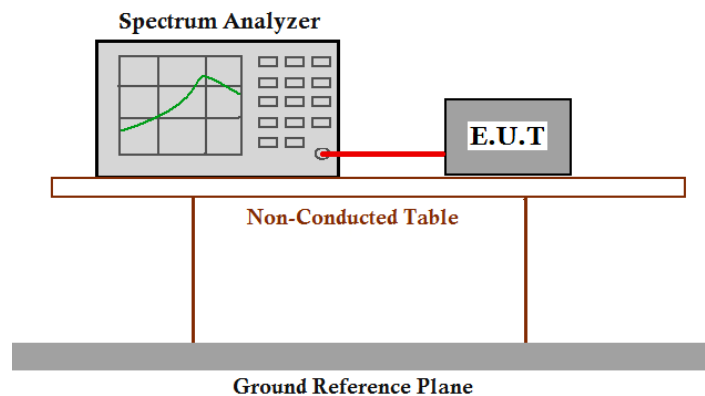 Spectrum Analyzer
E.U.T
Non-Conducted Table
Ground Reference Plane